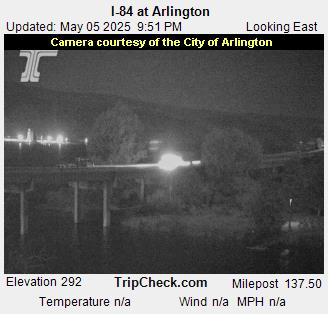 I-84 at Arlington
Updated: May 05 2025 9:51 PM Looking East
Camera courtesy of the City of Arlington
Elevation 292 TripCheck.com Milepost 137.50
Temperature n/a Wind n/a MPH n/a